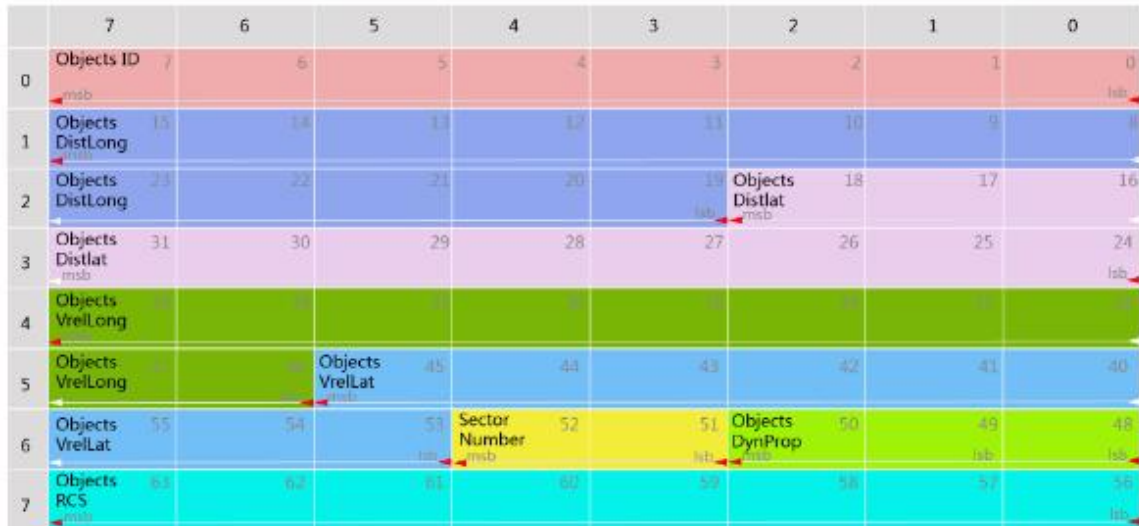 7 6 5 4 3 2 1 0
0
Objects ID 7 6 5 4 3 2 1 0
msb lsb
1
Objects 15 14 13 12 11 10 9 8
DistLong
msb
2
Objects 23 22 21 20 19
DistLong
lsb
Objects 18 17 16
Distlat
msb
3
Objects 31 30 29 28 27 26 25 24
Distlat
msb lsb
4
Objects
VrelLong
5
Objects
VrelLong
Objects 45 44 43 42 41 40
VrelLat
msb
6
Objects 55 54 53
VrelLat
lsb
Sector 52 51
Number
msb lsb
Objects 50 49 48
DynProp
msb lsb lsb
7
Objects 63 62 61 60 59 58 57 56
RCS
msb lsb